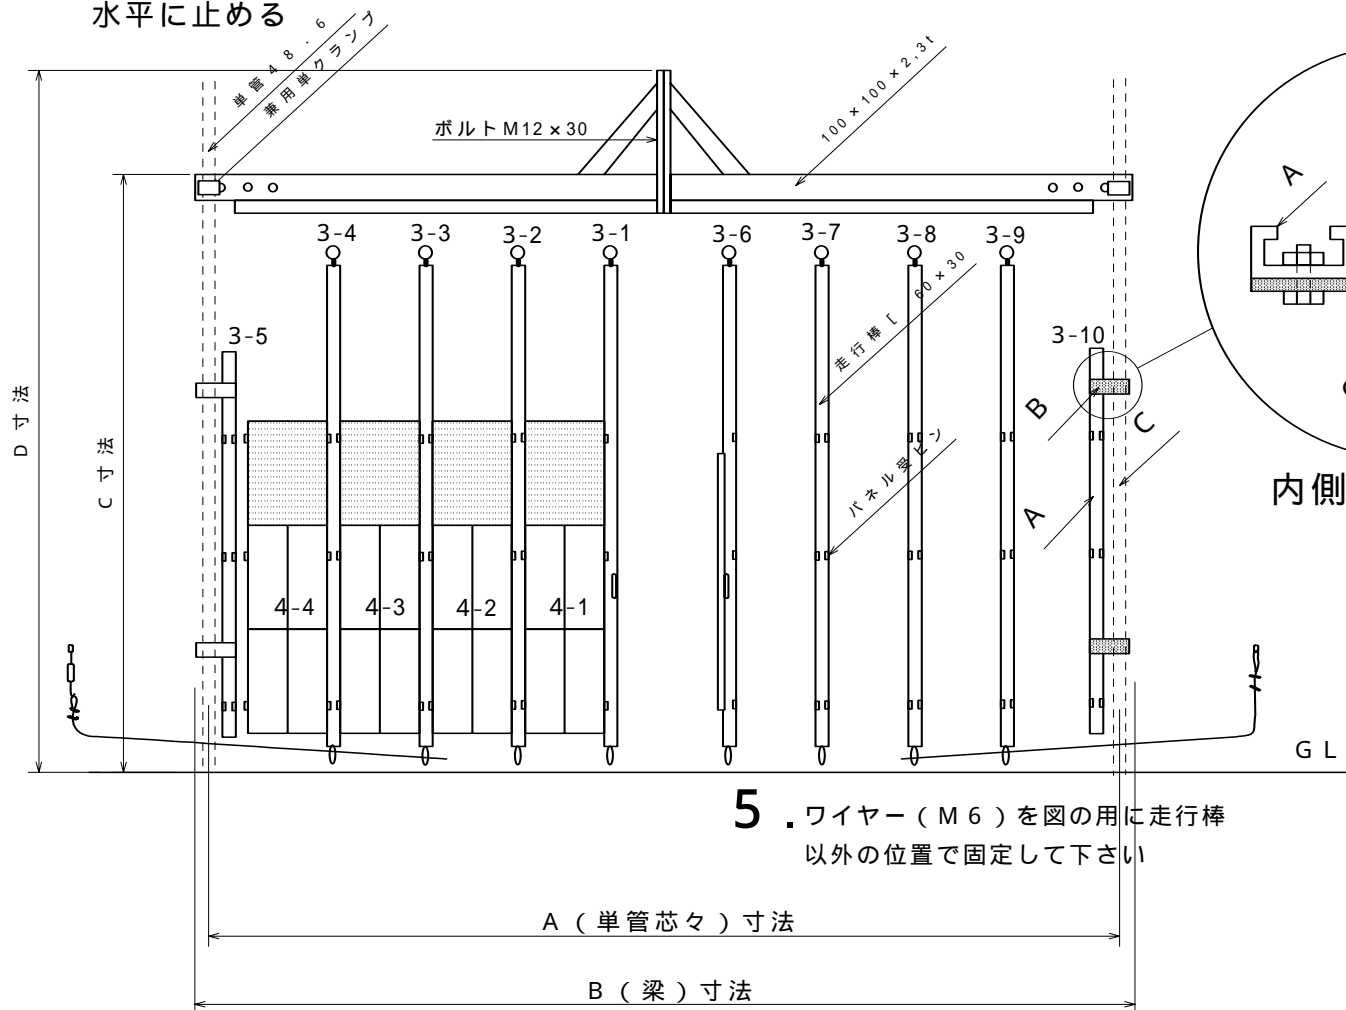 水平に止める
単管48.6
兼用単クランプ
ボルトM12×30
100×100×2,3t
3-4
3-3
3-2
3-1
3-6
3-7
3-8
3-9
走行棒［ 60×30
3-5
3-10
A
B
C
A
パネル受ピン
D寸法
C寸法
内側
4-4
4-3
4-2
4-1
GL
5．ワイヤー（M6）を図の用に走行棒
以外の位置で固定して下さい
A（単管芯々）寸法
B（梁）寸法